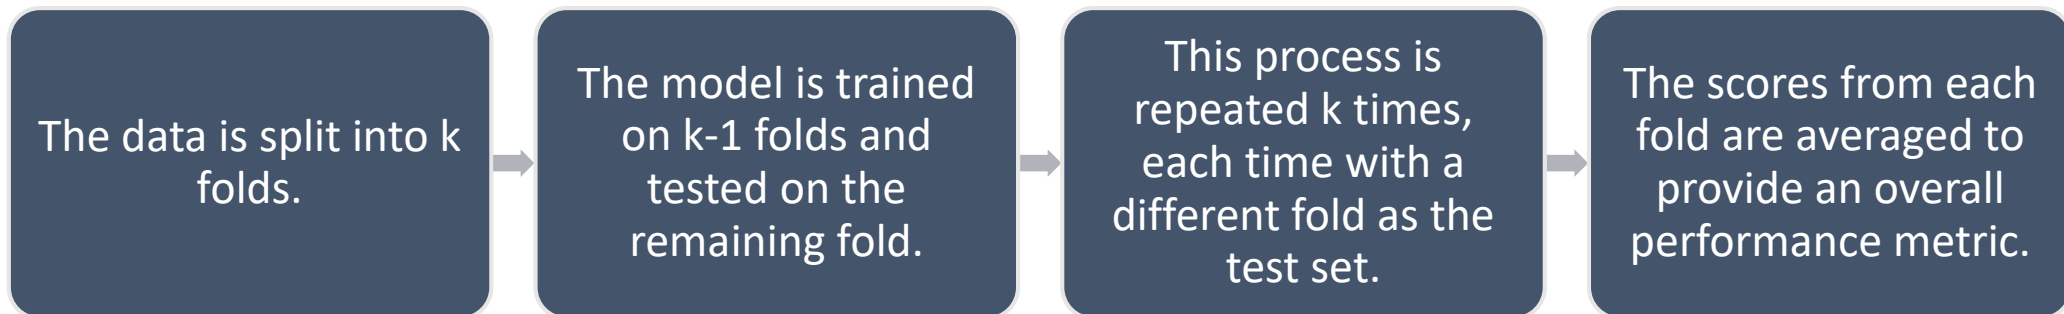 The data is split into k
folds.
The model is trained
on k-1 folds and
tested on the
remaining fold.
This process is
repeated k times,
each time with a
different fold as the
test set.
The scores from each
fold are averaged to
provide an overall
performance metric.